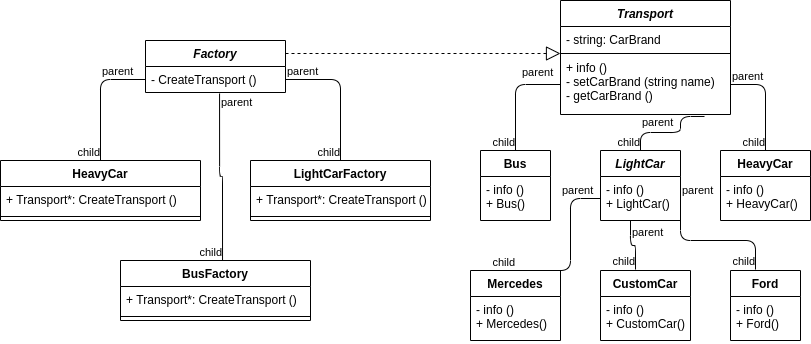 Transport
- string: CarBrand
+ info ()
- setCarBrand (string name)
- getCarBrand ()
Factory
- CreateTransport ()
parent
parent
parent
child
child
child
HeavyCar
+ Transport*: CreateTransport ()
LightCarFactory
+ Transport*: CreateTransport ()
BusFactory
+ Transport*: CreateTransport ()
parent
parent
parent
child
child
child
Bus
- info ()
+ Bus()
LightCar
- info ()
+ LightCar()
HeavyCar
- info ()
+ HeavyCar()
parent
parent
parent
child
child
child
Mercedes
- info ()
+ Mercedes()
CustomCar
- info ()
+ CustomCar()
Ford
- info ()
+ Ford()